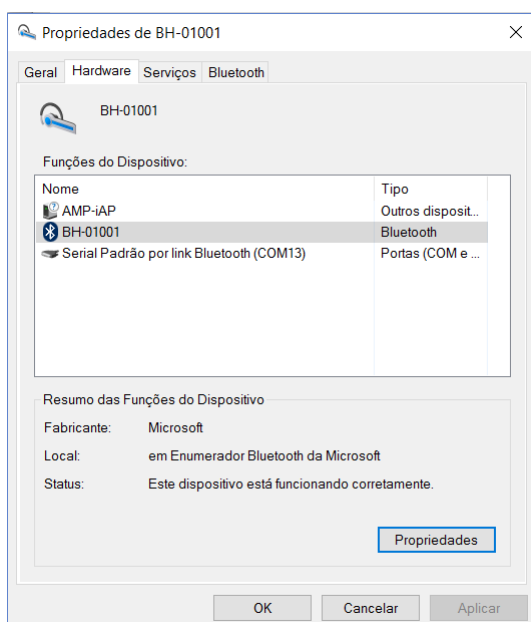 Propriedades de BH-01001
Geral Hardware Serviços Bluetooth
BH-01001
Funções do Dispositivo:
Nome Tipo
AMP-iAP Outros disposit...
BH-01001 Bluetooth
Serial Padrão por link Bluetooth (COM13) Portas (COM e ...
Resumo das Funções do Dispositivo
Fabricante: Microsoft
Local: em Enumerador Bluetooth da Microsoft
Status: Este dispositivo está funcionando corretamente.
Propriedades
OK Cancelar Aplicar